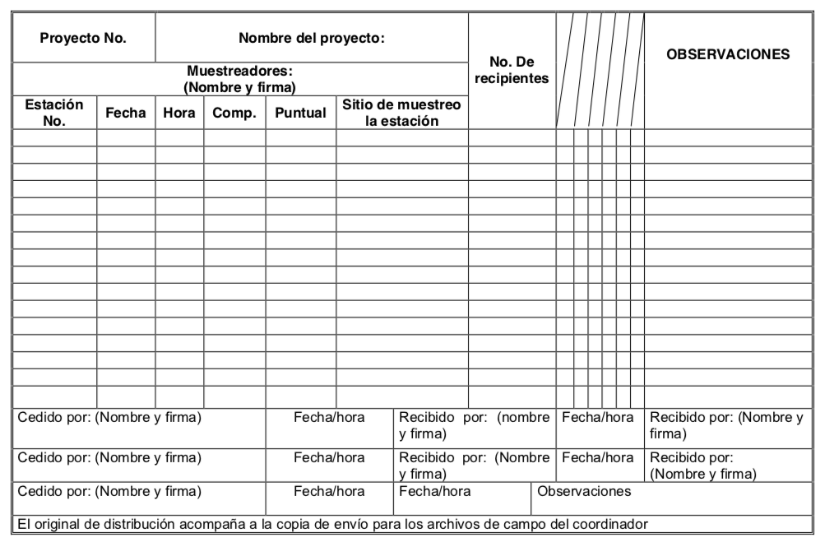 Proyecto No.
Nombre del proyecto:
No. De
recipientes
OBSERVACIONES
Muestreadores:
(Nombre y firma)
Estación
No.
Fecha
Hora
Comp.
Puntual
Sitio de muestreo
la estación
Cedido por: (Nombre y firma)
Fecha/hora
Recibido por: (nombre
y firma)
Fecha/hora
Recibido por: (Nombre y
firma)
Cedido por: (Nombre y firma)
Fecha/hora
Recibido por: (Nombre
y firma)
Fecha/hora
Recibido por:
(Nombre y firma)
Cedido por: (Nombre y firma)
Fecha/hora
Fecha/hora
Observaciones
El original de distribución acompaña a la copia de envío para los archivos de campo del coordinador